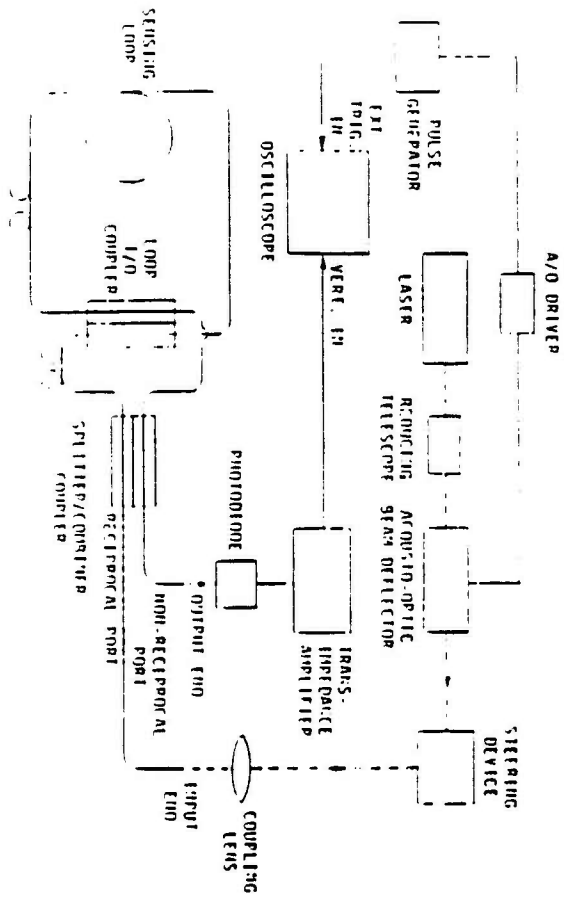 A/O DRIVER
PULSE
GENERATOR
LASER
REDUCING
TELESCOPE
ACOUSTO-OPTIC
BEAM DEFLECTOR
STEERING
DEVICE
EXT
TRIG.
IN
OSCILLOSCOPE
VERT. IN
TRANS-
IMPEDANCE
AMPLIFIER
PHOTODIODE
OUTPUT END
NON-RECIPROCAL
PORT
RECIPROCAL PORT
SPLITTER/COMBINER
COUPLER
INPUT
END
COUPLING
LENS
SENSING
LOOP
LOOP
I/O
COUPLER